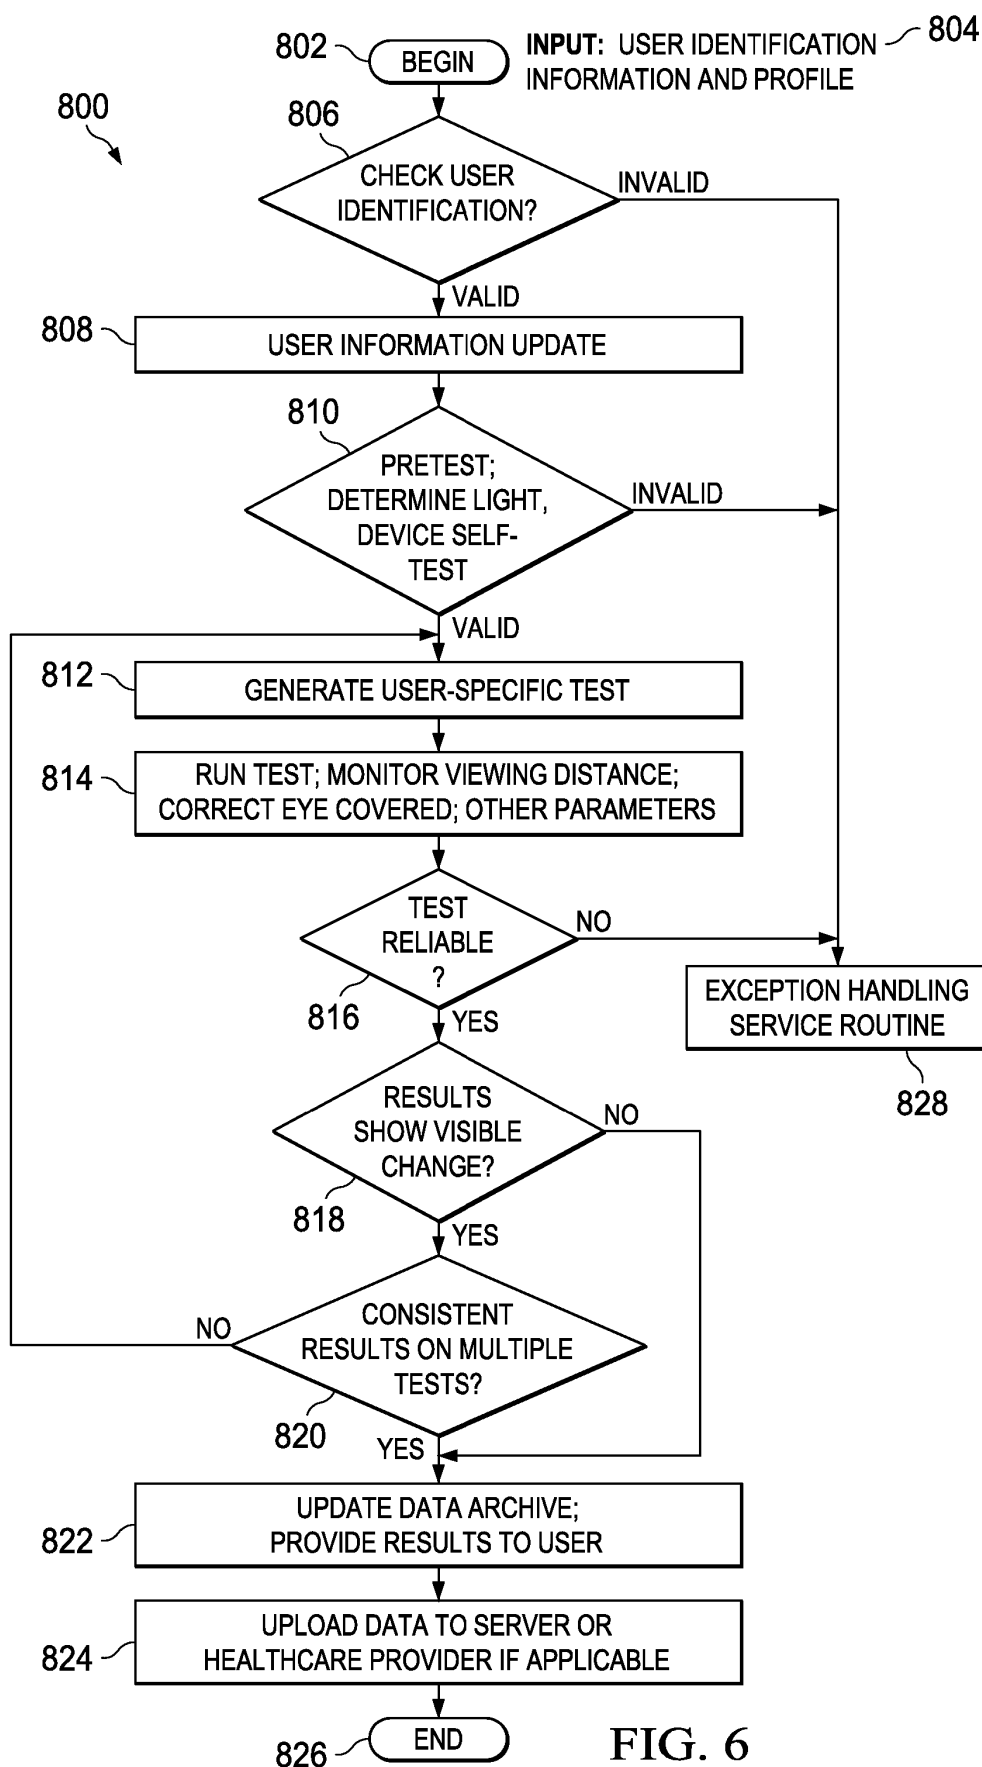 802
BEGIN
INPUT: USER IDENTIFICATION
INFORMATION AND PROFILE
804
800
806
CHECK USER
IDENTIFICATION?
INVALID
VALID
808
USER INFORMATION UPDATE
810
PRETEST;
DETERMINE LIGHT,
DEVICE SELF-
TEST
INVALID
VALID
812
GENERATE USER-SPECIFIC TEST
814
RUN TEST; MONITOR VIEWING DISTANCE;
CORRECT EYE COVERED; OTHER PARAMETERS
TEST
RELIABLE
?
NO
816
YES
EXCEPTION HANDLING
SERVICE ROUTINE
828
RESULTS
SHOW VISIBLE
CHANGE?
NO
818
YES
CONSISTENT
RESULTS ON MULTIPLE
TESTS?
NO
820
YES
822
UPDATE DATA ARCHIVE;
PROVIDE RESULTS TO USER
824
UPLOAD DATA TO SERVER OR
HEALTHCARE PROVIDER IF APPLICABLE
826
END
FIG. 6